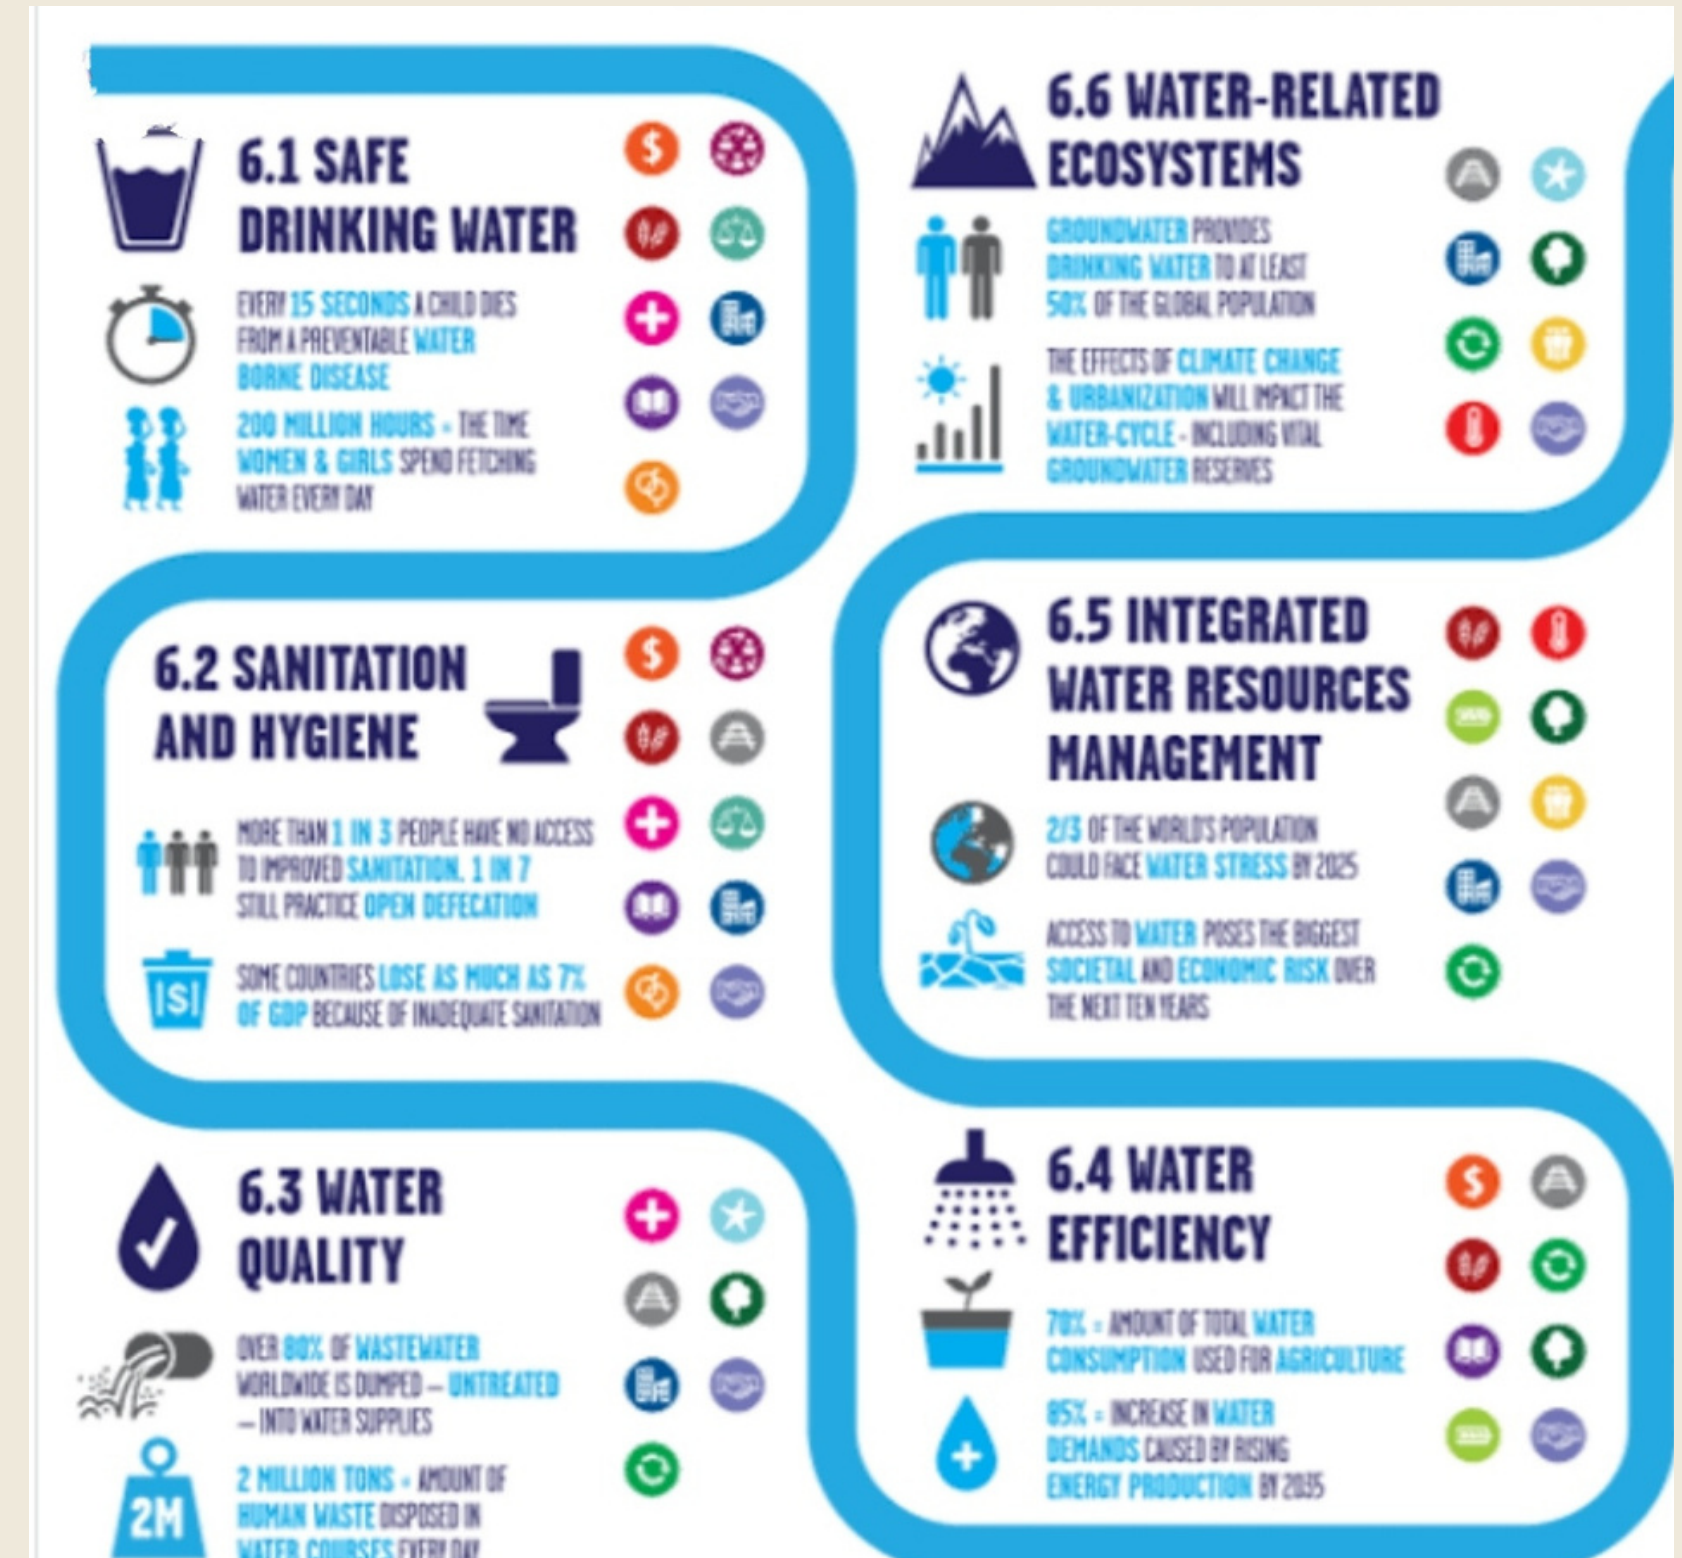 6.1 SAFE
DRINKING WATER
$
EVERY 15 SECONDS A CHILD DIES
FROM A PREVENTABLE WATER
BORNE DISEASE
200 MILLION HOURS = THE TIME
WOMEN & GIRLS SPEND FETCHING
WATER EVERY DAY
6.2 SANITATION
AND HYGIENE
$
MORE THAN 1 IN 3 PEOPLE HAVE NO ACCESS
TO IMPROVED SANITATION. 1 IN 7
STILL PRACTICE OPEN DEFECATION
|S|
SOME COUNTRIES LOSE AS MUCH AS 7%
OF GDP BECAUSE OF INADEQUATE SANITATION
6.3 WATER
QUALITY
OVER 80% OF WASTEWATER
WORLDWIDE IS DUMPED – UNTREATED
– INTO WATER SUPPLIES
2M
2 MILLION TONS = AMOUNT OF
HUMAN WASTE DISPOSED IN
WATER COURSES EVERY DAY
6.6 WATER-RELATED
ECOSYSTEMS
GROUNDWATER PROVIDES
DRINKING WATER TO AT LEAST
50% OF THE GLOBAL POPULATION
THE EFFECTS OF CLIMATE CHANGE
& URBANIZATION WILL IMPACT THE
WATER-CYCLE - INCLUDING VITAL
GROUNDWATER RESERVES
6.5 INTEGRATED
WATER RESOURCES
MANAGEMENT
2/3 OF THE WORLD'S POPULATION
COULD FACE WATER STRESS BY 2025
ACCESS TO WATER POSES THE BIGGEST
SOCIETAL AND ECONOMIC RISK OVER
THE NEXT TEN YEARS
6.4 WATER
EFFICIENCY
$
70% = AMOUNT OF TOTAL WATER
CONSUMPTION USED FOR AGRICULTURE
85% = INCREASE IN WATER
DEMANDS CAUSED BY RISING
ENERGY PRODUCTION BY 2035